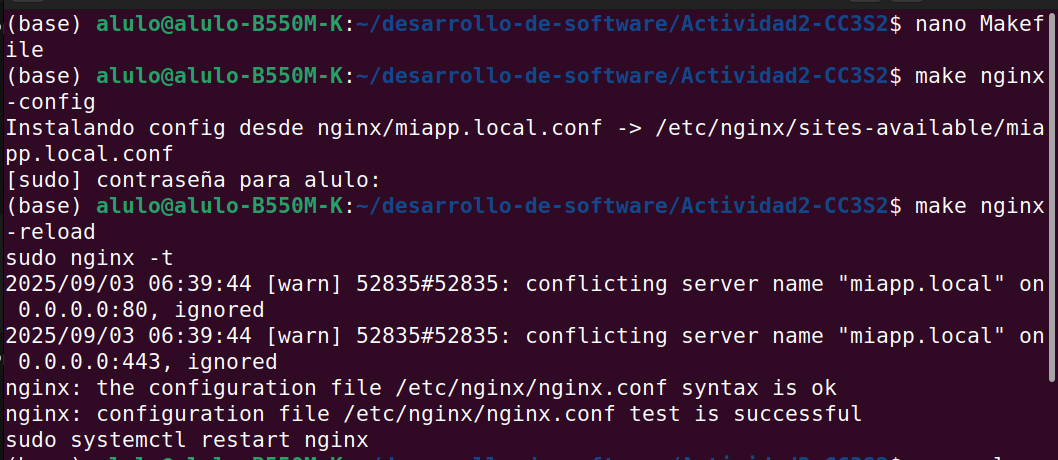 (base) alulo@alulo-B550M-K:~/desarrollo-de-software/Actividad2-CC3S2$ nano Makef
ile
(base) alulo@alulo-B550M-K:~/desarrollo-de-software/Actividad2-CC3S2$ make nginx
-config
Instalando config desde nginx/miapp.local.conf -> /etc/nginx/sites-available/mia
pp.local.conf
[sudo] contraseña para alulo:
(base) alulo@alulo-B550M-K:~/desarrollo-de-software/Actividad2-CC3S2$ make nginx
-reload
sudo nginx -t
2025/09/03 06:39:44 [warn] 52835#52835: conflicting server name "miapp.local" on
 0.0.0.0:80, ignored
2025/09/03 06:39:44 [warn] 52835#52835: conflicting server name "miapp.local" on
 0.0.0.0:443, ignored
nginx: the configuration file /etc/nginx/nginx.conf syntax is ok
nginx: configuration file /etc/nginx/nginx.conf test is successful
sudo systemctl restart nginx